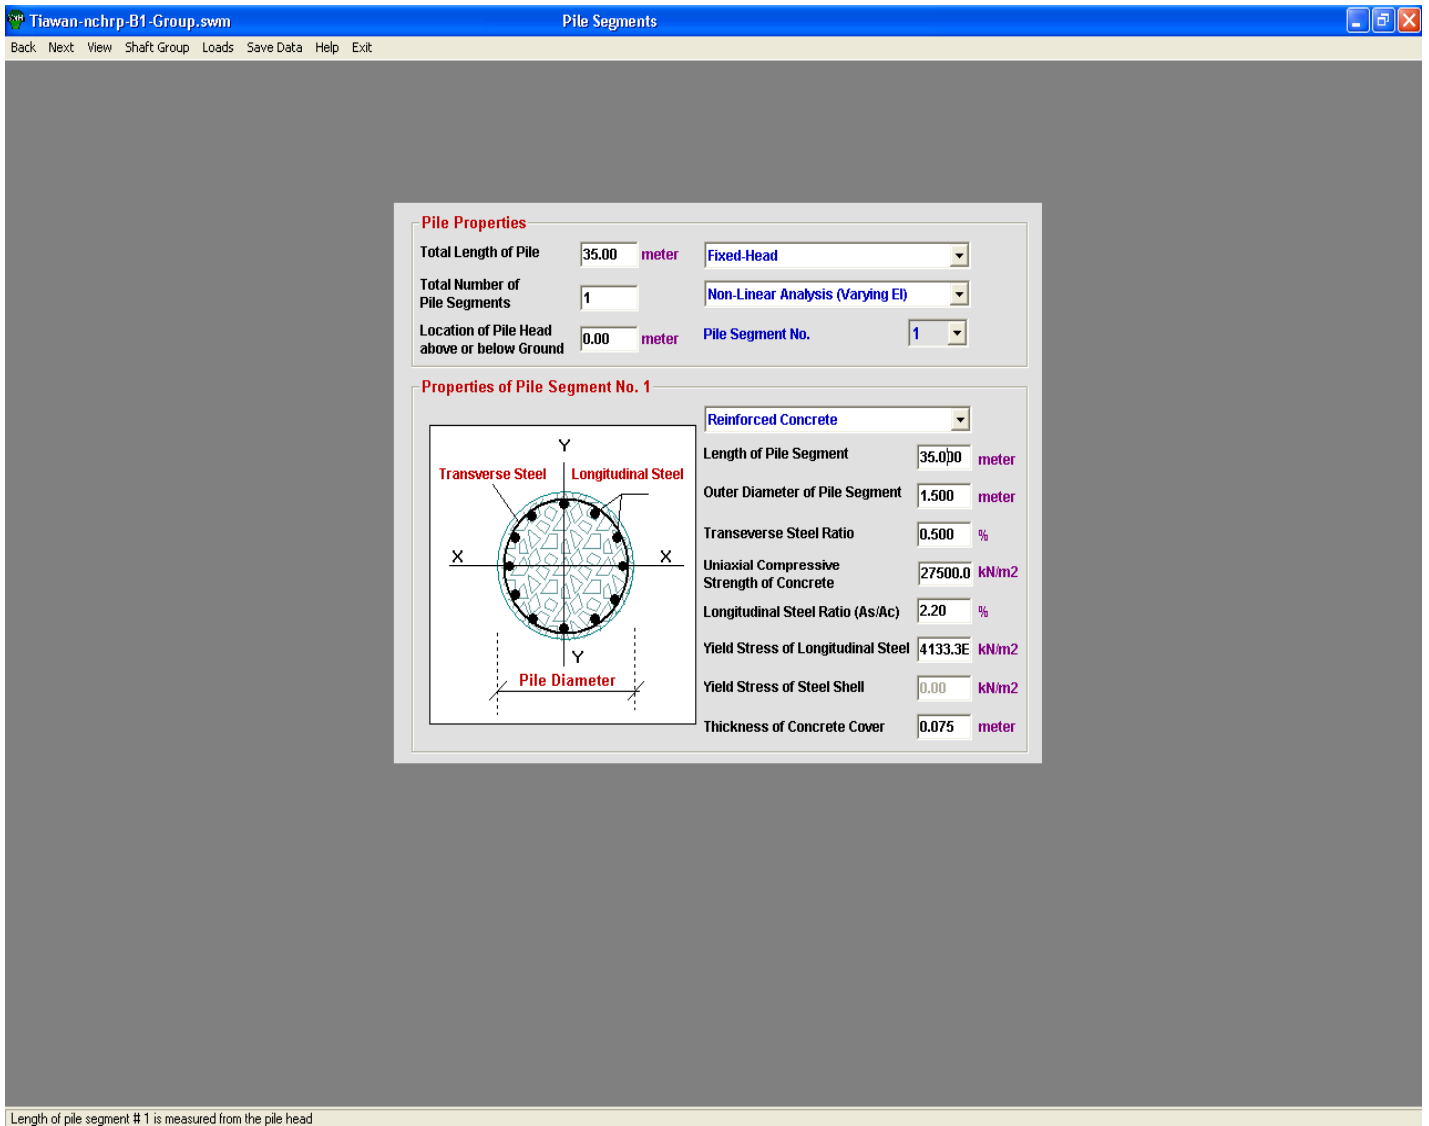 Tiawan-nchrp-B1-Group.swm Pile Segments
Back Next View Shaft Group Loads Save Data Help Exit
Pile Properties
Total Length of Pile 35.00 meter Fixed-Head
Total Number of
Pile Segments 1 Non-Linear Analysis (Varying EI)
Location of Pile Head
above or below Ground 0.00 meter Pile Segment No. 1
Properties of Pile Segment No. 1
Reinforced Concrete
Y
Transverse Steel Longitudinal Steel
X X
Y
Pile Diameter
Length of Pile Segment 35.000 meter
Outer Diameter of Pile Segment 1.500 meter
Transeverse Steel Ratio 0.500 %
Uniaxial Compressive
Strength of Concrete 27500.0 kN/m2
Longitudinal Steel Ratio (As/Ac) 2.20 %
Yield Stress of Longitudinal Steel 4133.3E kN/m2
Yield Stress of Steel Shell 0.00 kN/m2
Thickness of Concrete Cover 0.075 meter
Length of pile segment # 1 is measured from the pile head